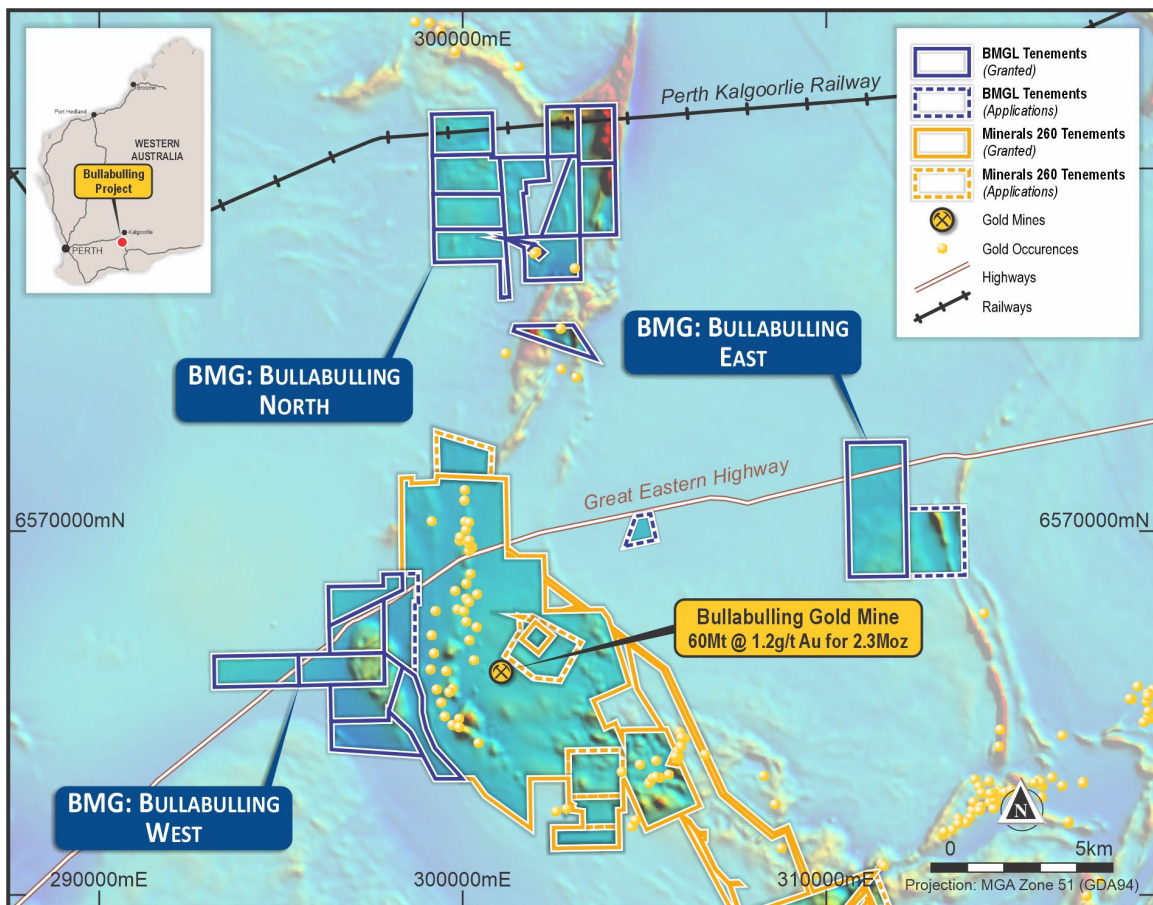 300000mE
Perth Kalgoorlie Railway
Broome
Port Hedland
WESTERN
AUSTRALIA
Bullabulling
Project
Kalgoorlie
PERTH
BMGL Tenements
(Granted)
BMGL Tenements
(Applications)
Minerals 260 Tenements
(Granted)
Minerals 260 Tenements
(Applications)
Gold Mines
Gold Occurences
Highways
Railways
BMG: BULLABULLING
NORTH
BMG: BULLABULLING
EAST
Great Eastern Highway
6570000mN
6570000mN
Bullabulling Gold Mine
60Mt @ 1.2g/t Au for 2.3Moz
BMG: BULLABULLING
WEST
N
0 5km
290000mE
300000mE
310000mE
Projection: MGA Zone 51 (GDA94)